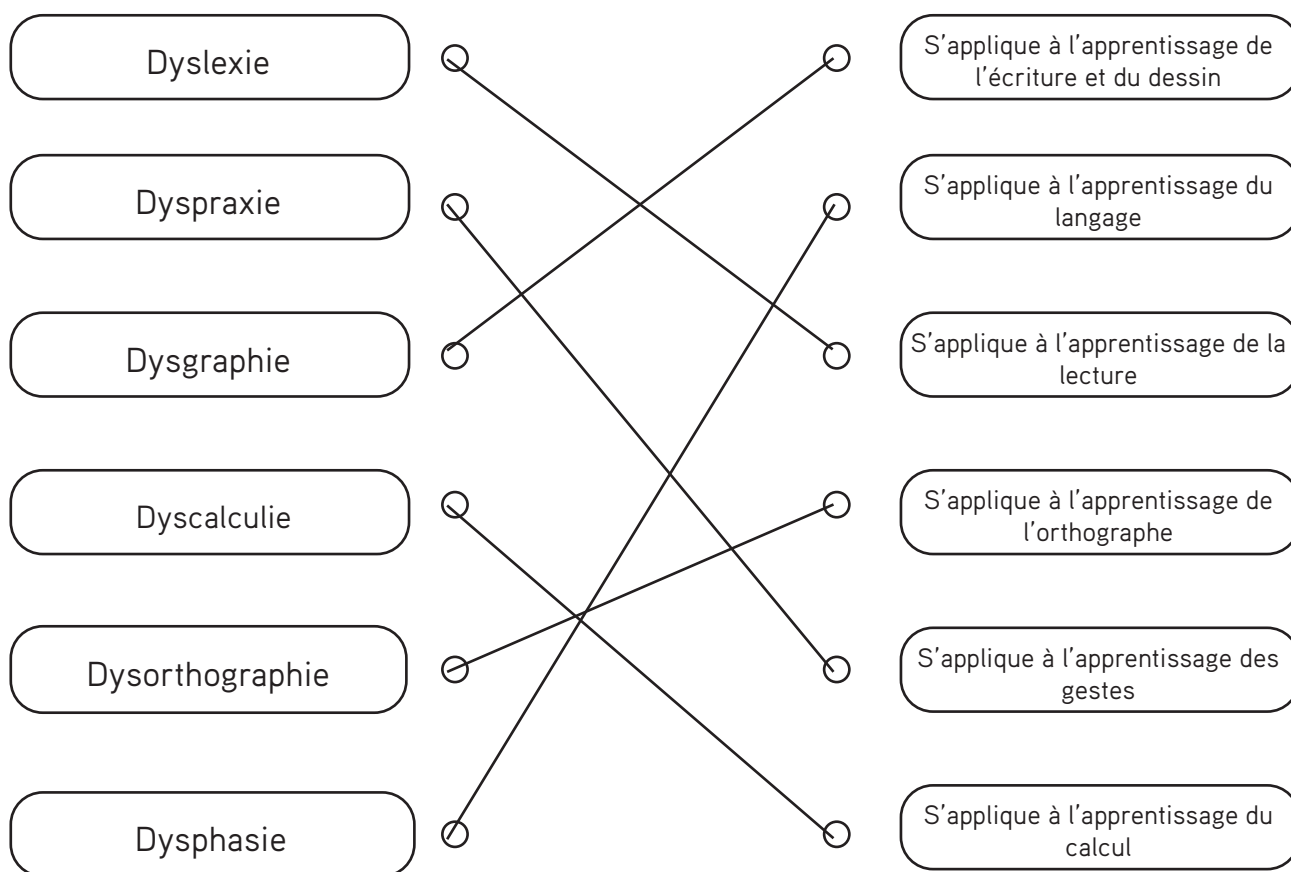 Dyslexie
S’applique à l’apprentissage de
l’écriture et du dessin
Dyspraxie
S’applique à l’apprentissage du
langage
Dysgraphie
S’applique à l’apprentissage de la
lecture
Dyscalculie
S’applique à l’apprentissage de
l’orthographe
Dysorthographie
S’applique à l’apprentissage des
gestes
Dysphasie
S’applique à l’apprentissage du
calcul